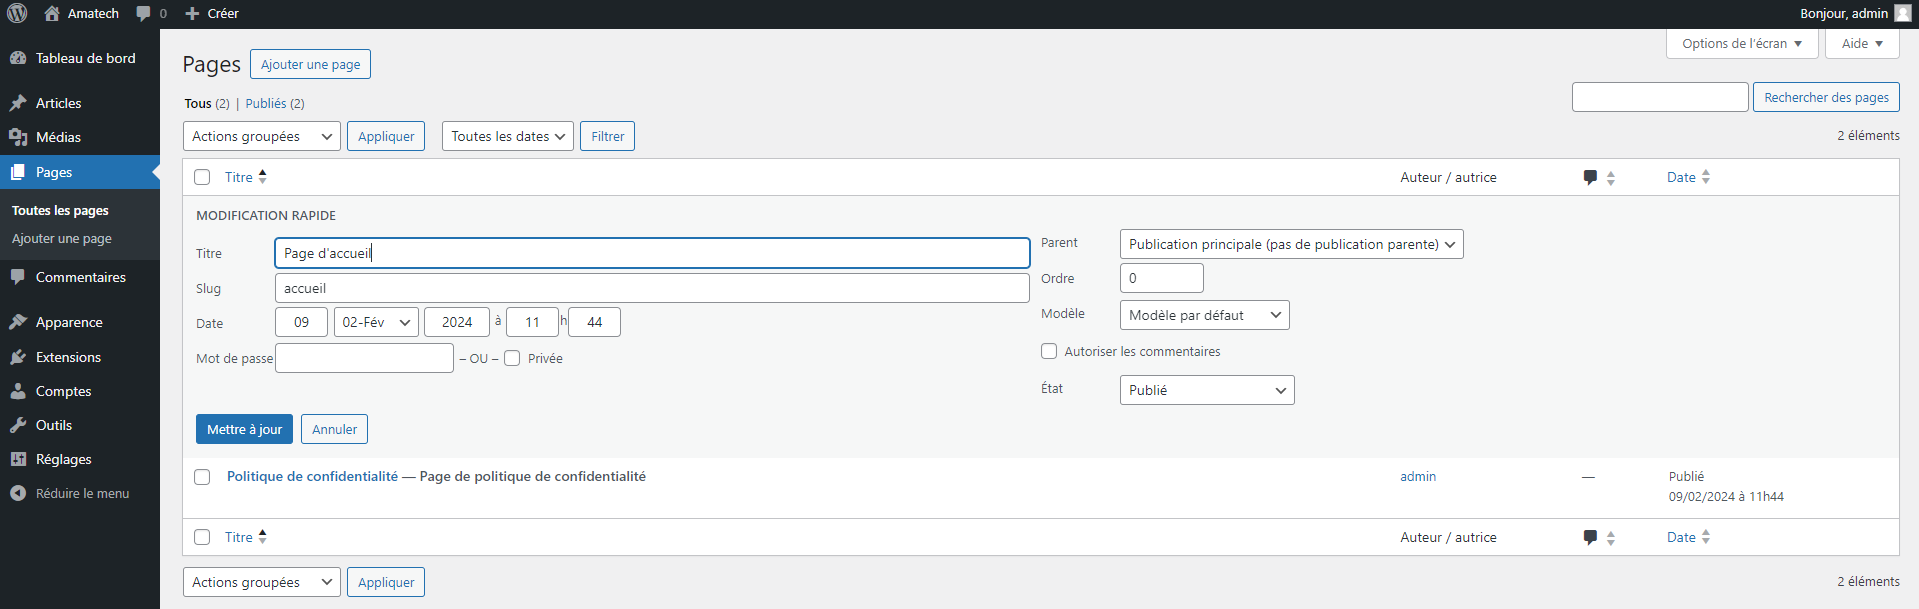 Amatech 0 Créer Bonjour, admin
Options de l'écran Aide
Tableau de bord
Articles
Médias
Pages
Toutes les pages
Ajouter une page
Commentaires
Apparence
Extensions
Comptes
Outils
Réglages
Réduire le menu
Pages Ajouter une page
Tous (2) | Publiés (2)
Rechercher des pages
Actions groupées Appliquer Toutes les dates Filtrer
2 éléments
Titre Auteur / autrice Date
MODIFICATION RAPIDE
Titre Page d'accueil
Slug accueil
Date 09 02-Fév 2024 à 11 h 44
Mot de passe – OU – Privée
Parent Publication principale (pas de publication parente)
Ordre 0
Modèle Modèle par défaut
Autoriser les commentaires
État Publié
Mettre à jour Annuler
Politique de confidentialité — Page de politique de confidentialité admin — Publié
09/02/2024 à 11h44
Titre Auteur / autrice Date
Actions groupées Appliquer
2 éléments